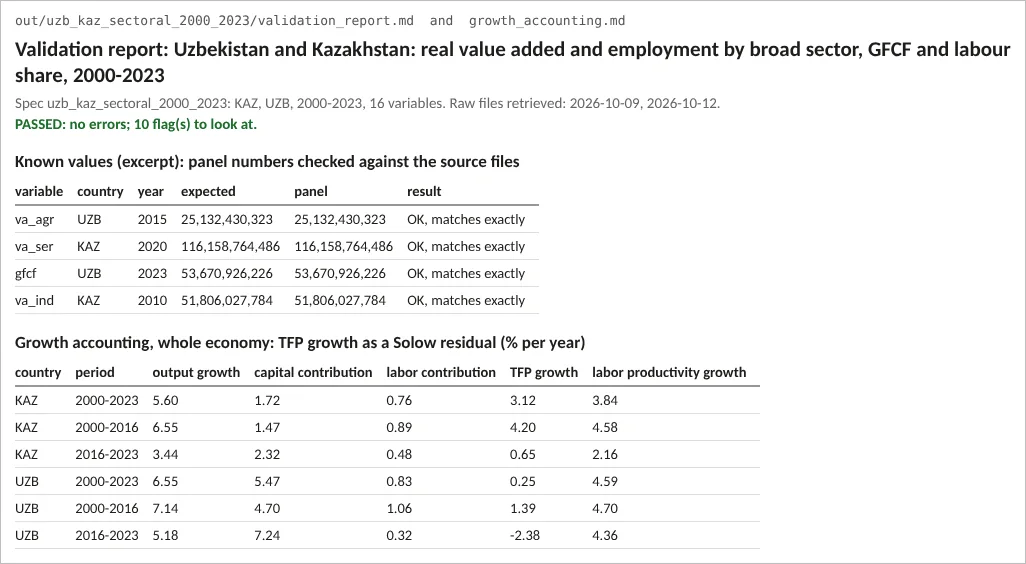 out/uzb_kaz_sectoral_2000_2023/validation_report.md and growth_accounting.md
Validation report: Uzbekistan and Kazakhstan: real value added and employment by broad sector, GFCF and labour
share, 2000-2023
Spec uzb_kaz_sectoral_2000_2023: KAZ, UZB, 2000-2023, 16 variables. Raw files retrieved: 2026-10-09, 2026-10-12.
PASSED: no errors; 10 flag(s) to look at.
Known values (excerpt): panel numbers checked against the source files
variable country year expected panel result
va_agr UZB 2015 25,132,430,323 25,132,430,323 OK, matches exactly
va_ser KAZ 2020 116,158,764,486 116,158,764,486 OK, matches exactly
gfcf UZB 2023 53,670,926,226 53,670,926,226 OK, matches exactly
va_ind KAZ 2010 51,806,027,784 51,806,027,784 OK, matches exactly
Growth accounting, whole economy: TFP growth as a Solow residual (% per year)
country period output growth capital contribution labor contribution TFP growth labor productivity growth
KAZ 2000-2023 5.60 1.72 0.76 3.12 3.84
KAZ 2000-2016 6.55 1.47 0.89 4.20 4.58
KAZ 2016-2023 3.44 2.32 0.48 0.65 2.16
UZB 2000-2023 6.55 5.47 0.83 0.25 4.59
UZB 2000-2016 7.14 4.70 1.06 1.39 4.70
UZB 2016-2023 5.18 7.24 0.32 -2.38 4.36